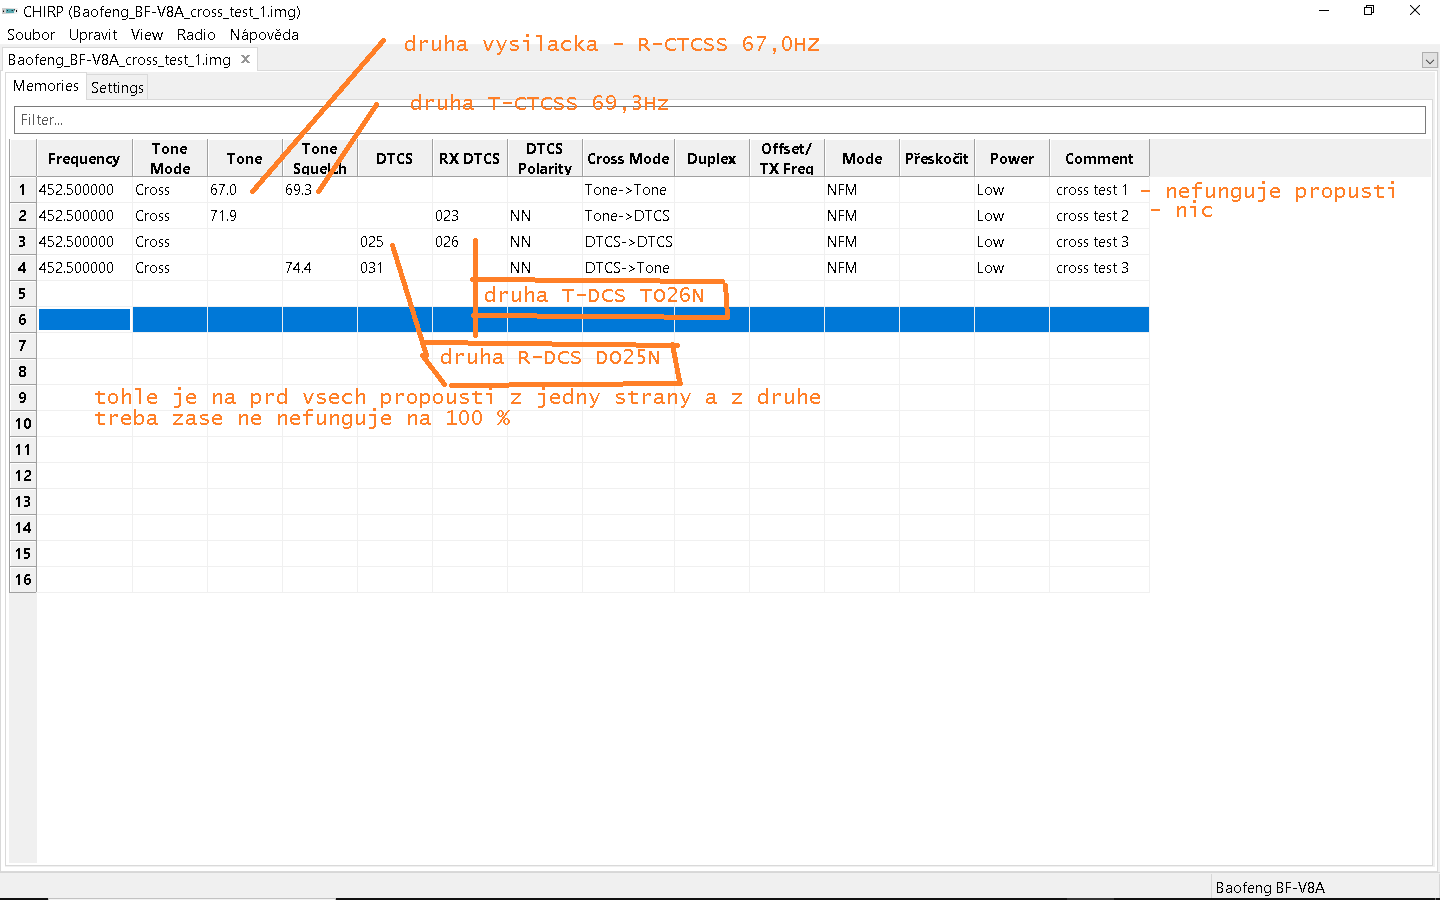 CHIRP (Baofeng_BF-V8A_cross_test_1.img)
Soubor Upravit View Radio Nápověda
druha vysilacka - R-CTCSS 67,0HZ
Baofeng_BF-V8A_cross_test_1.img ×
Memories Settings
druha T-CTCSS 69,3Hz
Filter...
Frequency Tone Mode Tone Tone Squelch DTCS RX DTCS DTCS Polarity Cross Mode Duplex Offset/ TX Freq Mode Přeskočit Power Comment
1 452.500000 Cross 67.0 69.3 Tone->Tone NFM Low cross test 1
- nefunguje propusti
- nic
2 452.500000 Cross 71.9 023 NN Tone->DTCS NFM Low cross test 2
3 452.500000 Cross 025 026 NN DTCS->DTCS NFM Low cross test 3
4 452.500000 Cross 74.4 031 NN DTCS->Tone NFM Low cross test 3
5
druha T-DCS TO26N
6
7
druha R-DCS DO25N
8
9
tohle je na prd vsech propousti z jedny strany a z druhe
10
treba zase ne nefunguje na 100 %
11
12
13
14
15
16
Baofeng BF-V8A